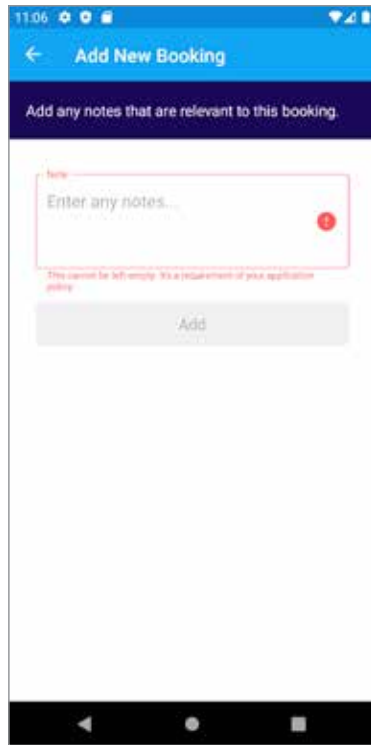 11:06
Add New Booking
Add any notes that are relevant to this booking.
Note
Enter any notes...
This cannot be left empty. It's a requirement of your application
policy.
Add